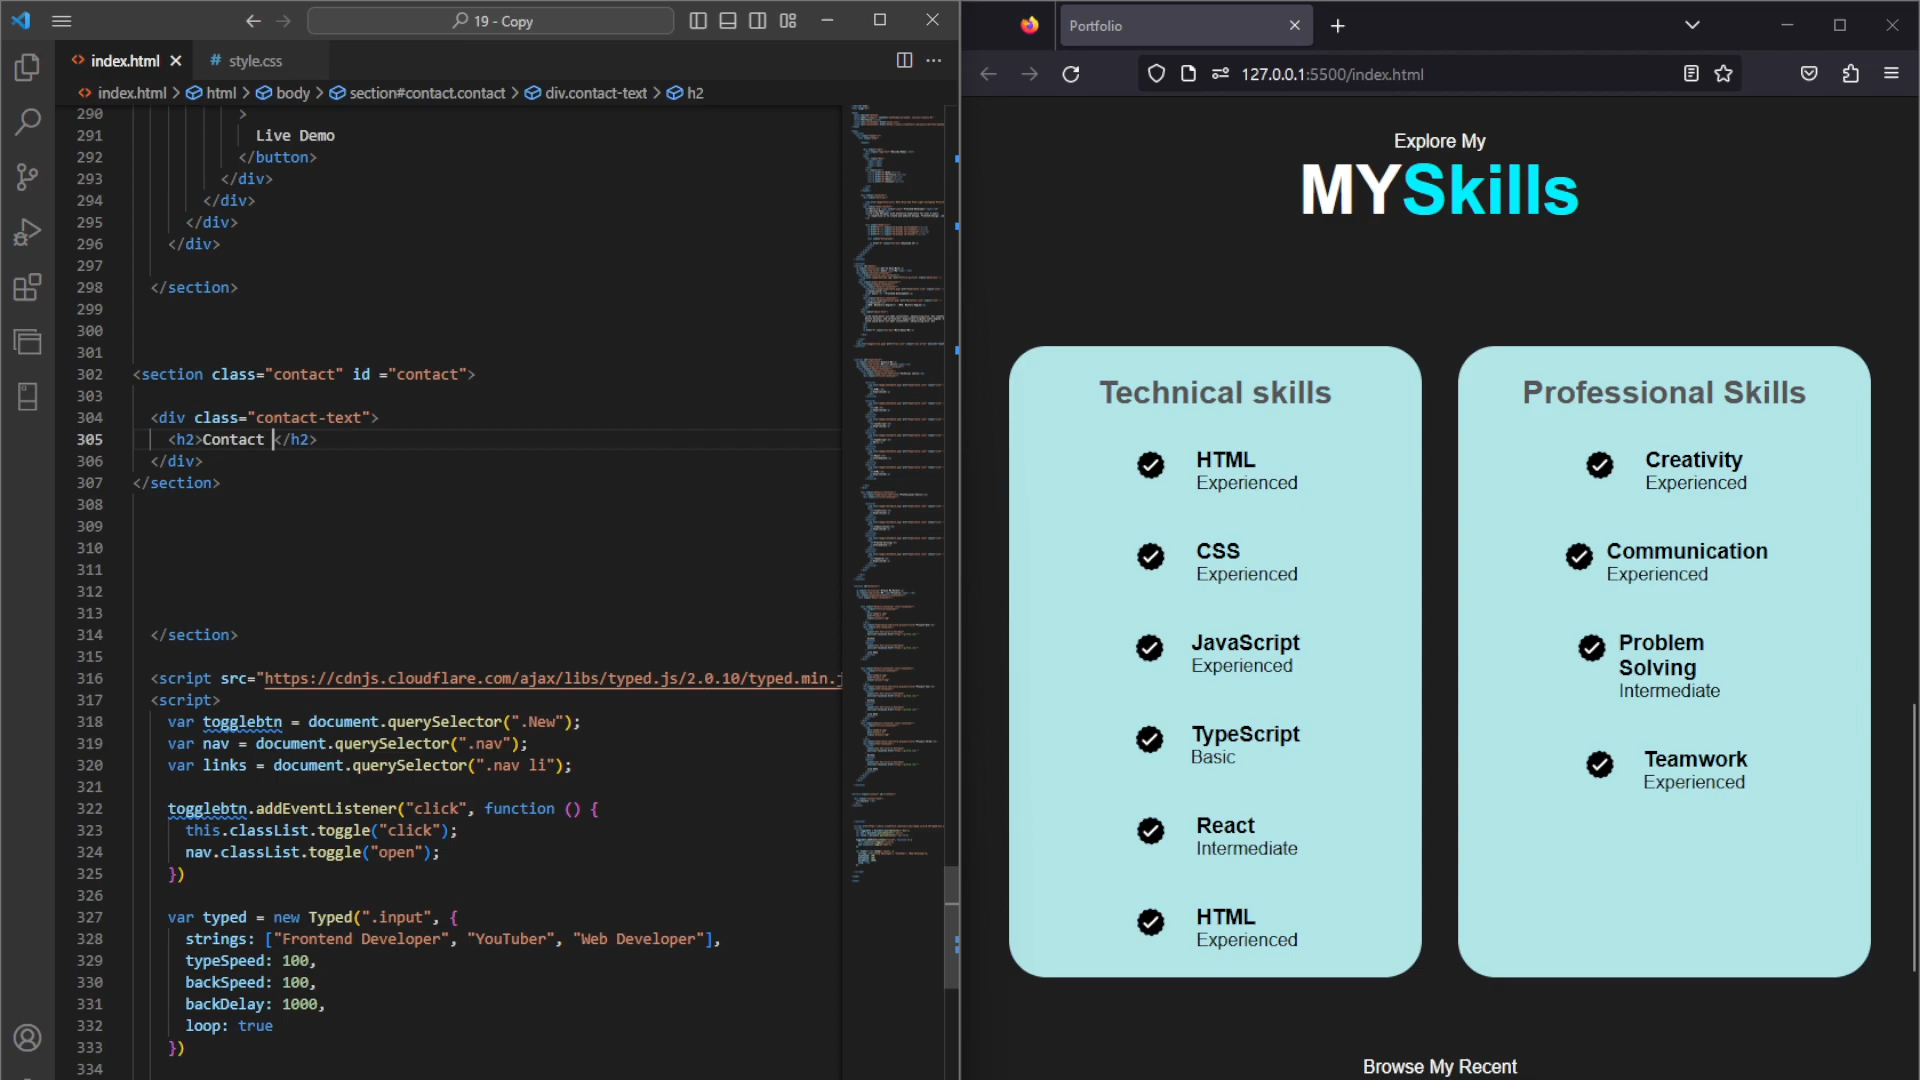 19 - Copy
index.html
style.css
index.html > html > body > section#contact.contact > div.contact-text > h2
290 >
291 Live Demo
292 </button>
293 </div>
294 </div>
295 </div>
296 </div>
297
298 </section>
299
300
301
302 <section class="contact" id ="contact">
303
304 <div class="contact-text">
305 <h2>Contact </h2>
306 </div>
307 </section>
308
309
310
311
312
313
314 </section>
315
316 <script src="https://cdnjs.cloudflare.com/ajax/libs/typed.js/2.0.10/typed.min.j
317 <script>
318 var togglebtn = document.querySelector(".New");
319 var nav = document.querySelector(".nav");
320 var links = document.querySelector(".nav li");
321
322 togglebtn.addEventListener("click", function () {
323 this.classList.toggle("click");
324 nav.classList.toggle("open");
325 })
326
327 var typed = new Typed(".input", {
328 strings: ["Frontend Developer", "YouTuber", "Web Developer"],
329 typeSpeed: 100,
330 backSpeed: 100,
331 backDelay: 1000,
332 loop: true
333 })
334
Portfolio
127.0.0.1:5500/index.html
Explore My
MYSkills
Technical skills
HTML
Experienced
CSS
Experienced
JavaScript
Experienced
TypeScript
Basic
React
Intermediate
HTML
Experienced
Professional Skills
Creativity
Experienced
Communication
Experienced
Problem
Solving
Intermediate
Teamwork
Experienced
Browse My Recent